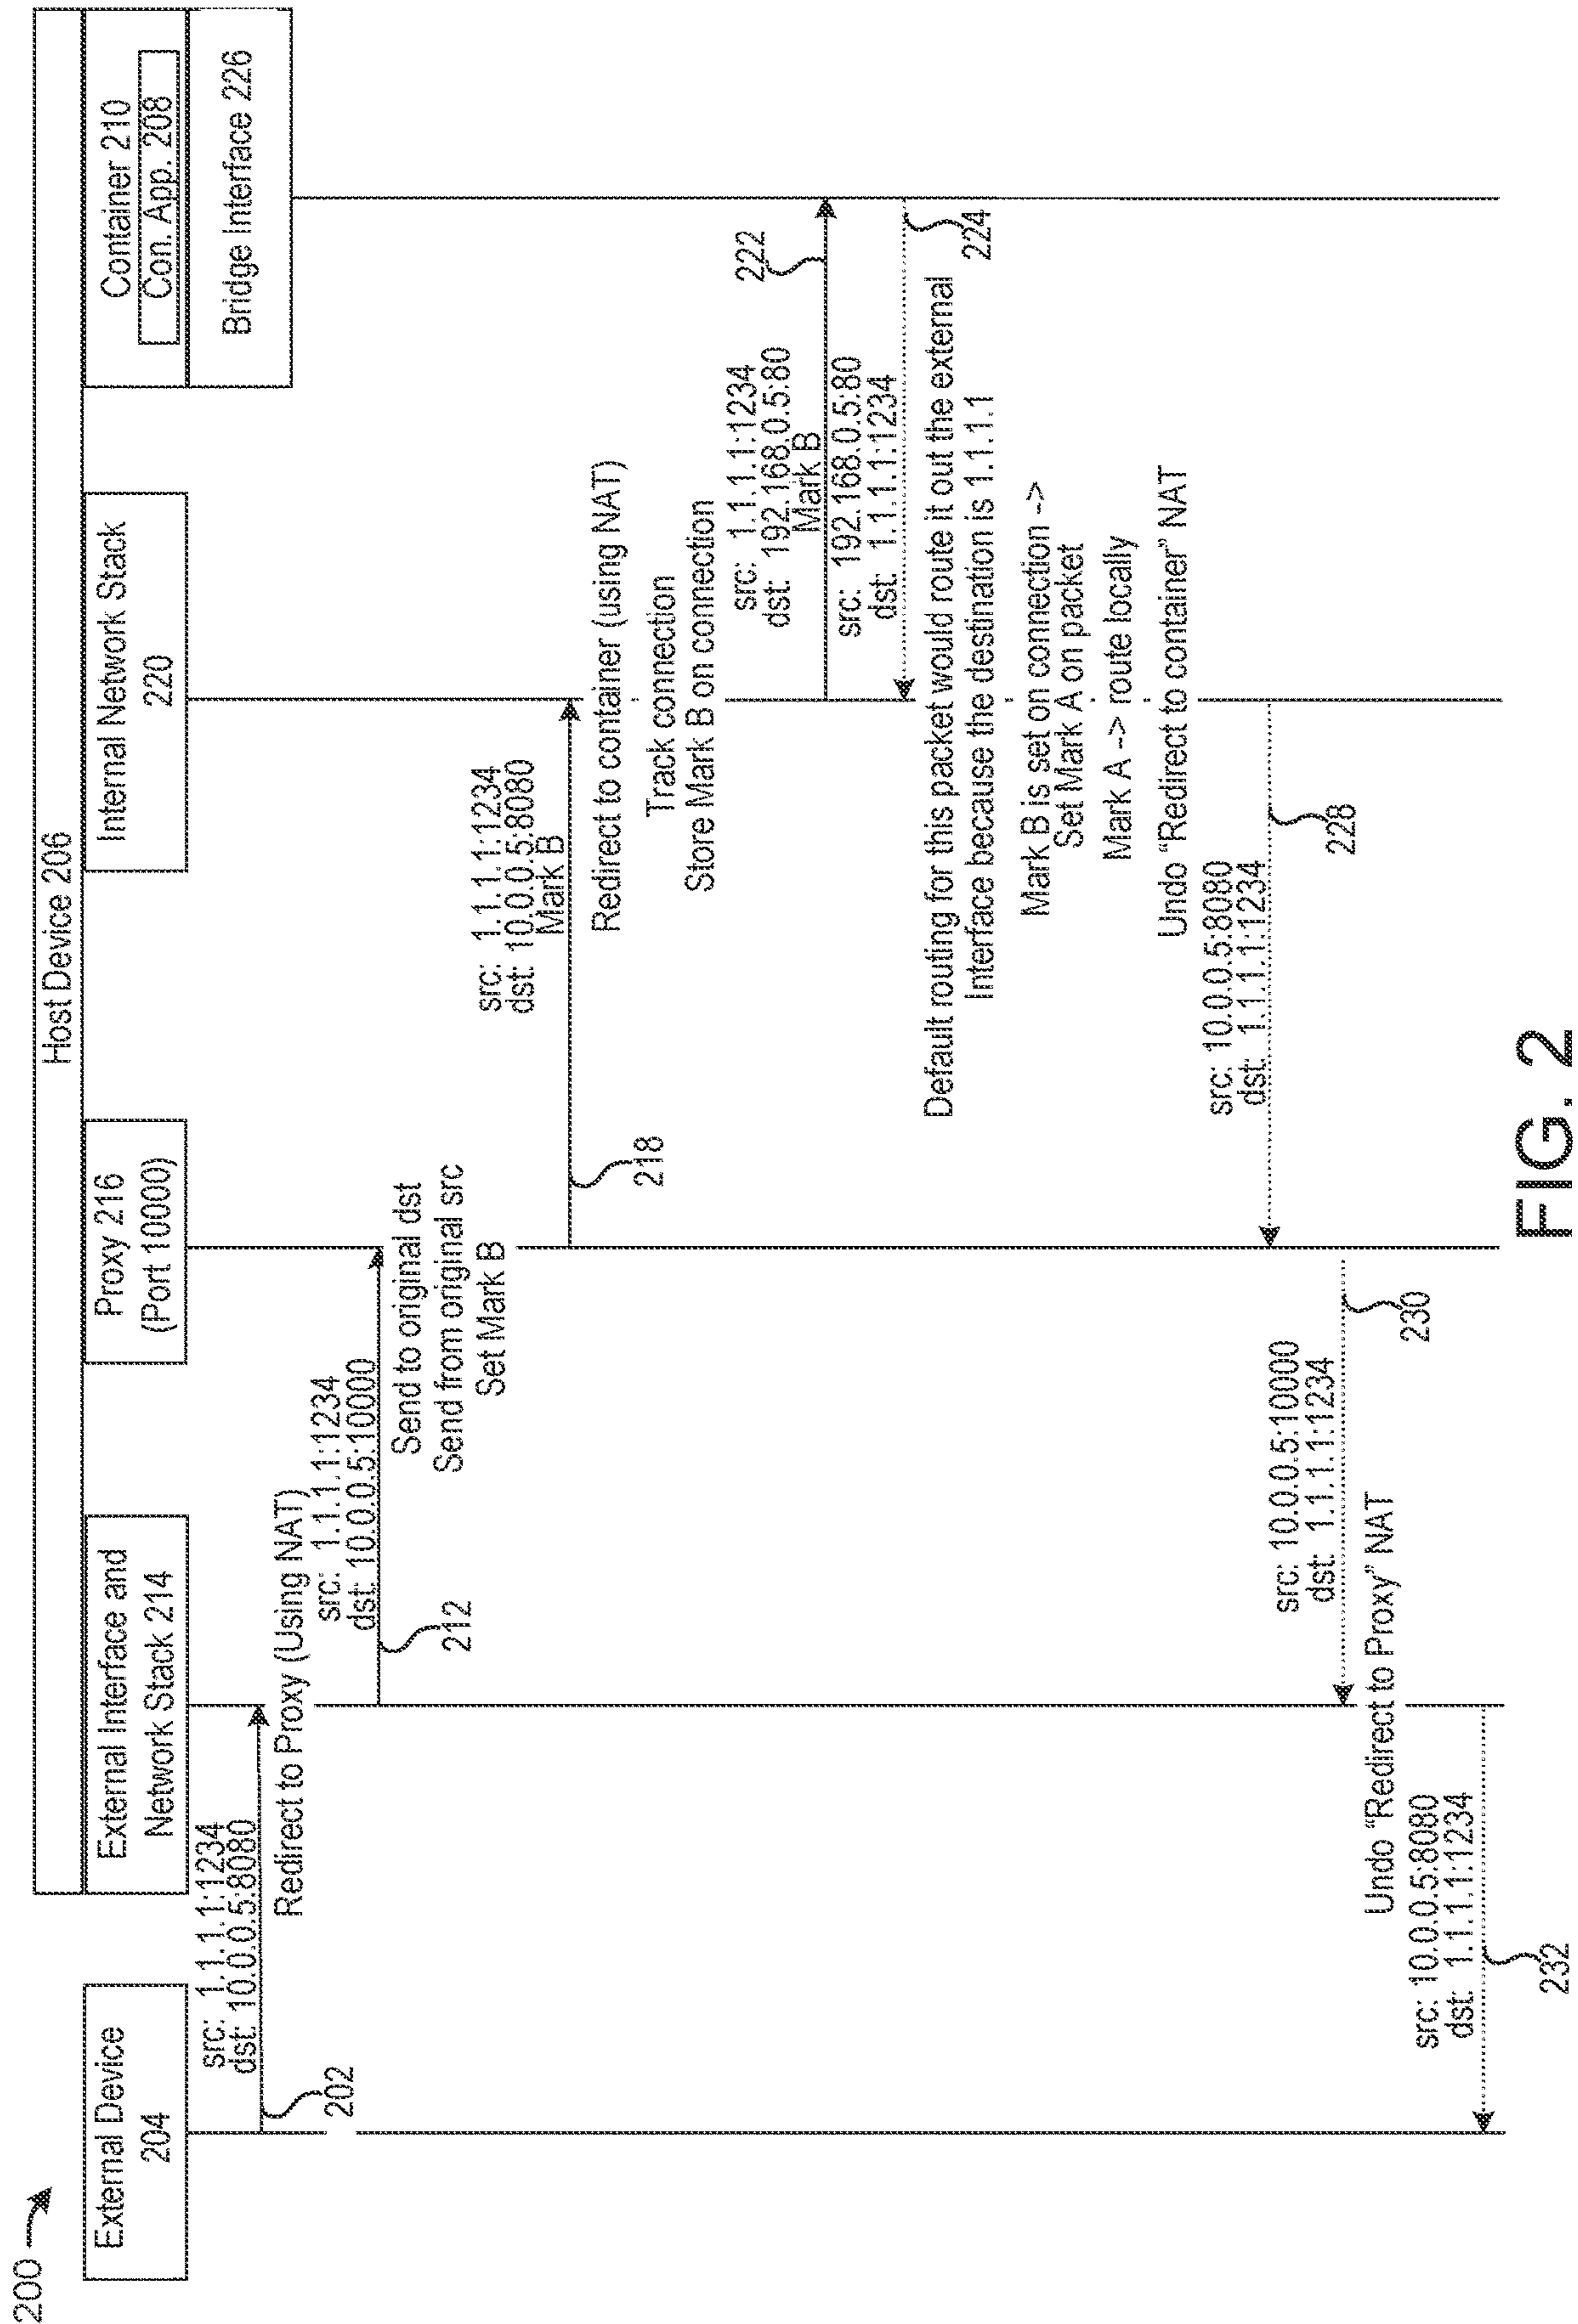 200
Host Device 206
External Device
204
External Interface and
Network Stack 214
Proxy 216
(Port 10000)
Internal Network Stack
220
Container 210
Con. App. 208
Bridge Interface 226
src: 1.1.1.1:1234
dst: 10.0.0.5:8080
202
Redirect to Proxy (Using NAT)
src: 1.1.1.1:1234
dst: 10.0.0.5:10000
212
Send to original dst
Send from original src
Set Mark B
src: 1.1.1.1:1234
dst: 10.0.0.5:8080
Mark B
218
Redirect to container (using NAT)
Track connection
Store Mark B on connection
src: 1.1.1.1:1234
dst: 192.168.0.5:80
Mark B
222
src: 192.168.0.5:80
dst: 1.1.1.1:1234
224
Default routing for this packet would route it out the external
Interface because the destination is 1.1.1.1
Mark B is set on connection ->
Set Mark A on packet
Mark A -> route locally
Undo “Redirect to container” NAT
src: 10.0.0.5:8080
dst: 1.1.1.1:1234
228
src: 10.0.0.5:10000
dst: 1.1.1.1:1234
230
Undo “Redirect to Proxy” NAT
src: 10.0.0.5:8080
dst: 1.1.1.1:1234
232
FIG. 2